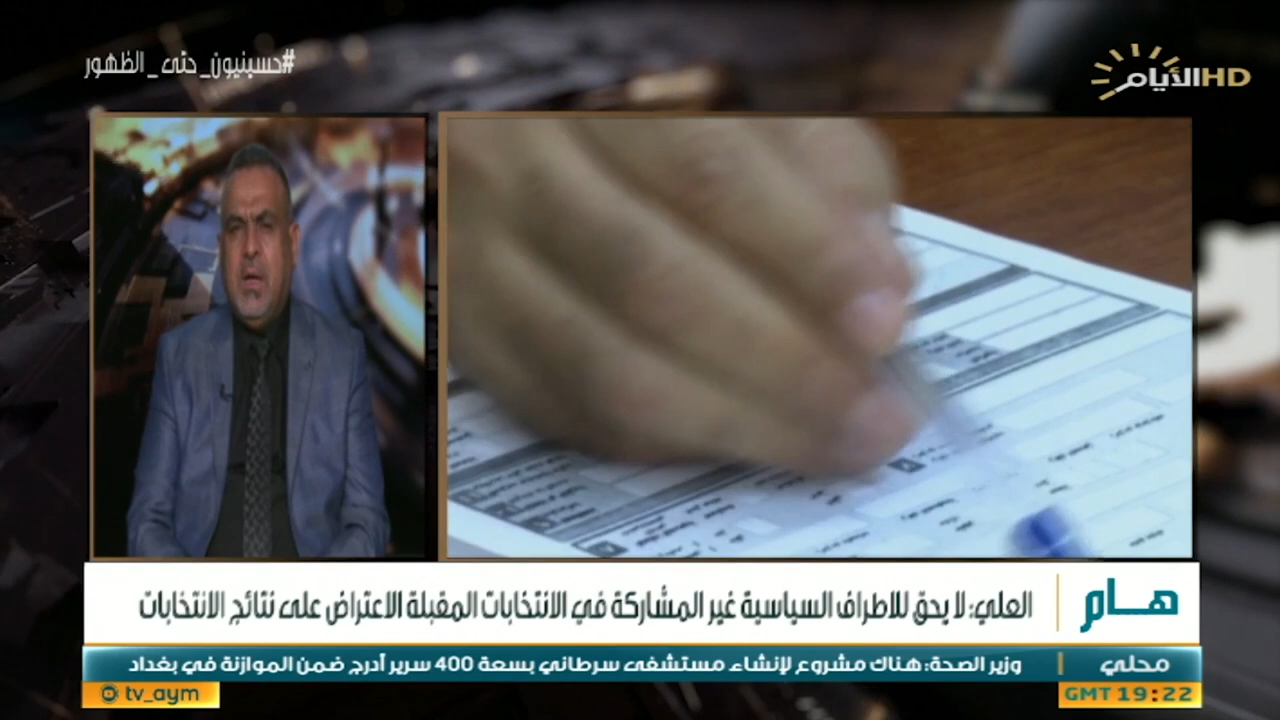 #حسينيون_حتى_الظهور
الأيام HD
هـام
العلي: لا يحق للاطراف السياسية غير المشاركة في الانتخابات المقبلة الاعتراض على نتائج الانتخابات
محلي
وزير الصحة: هناك مشروع لإنشاء مستشفى سرطاني بسعة 400 سرير أدرج ضمن الموازنة في بغداد
tv_aym
GMT 19:22